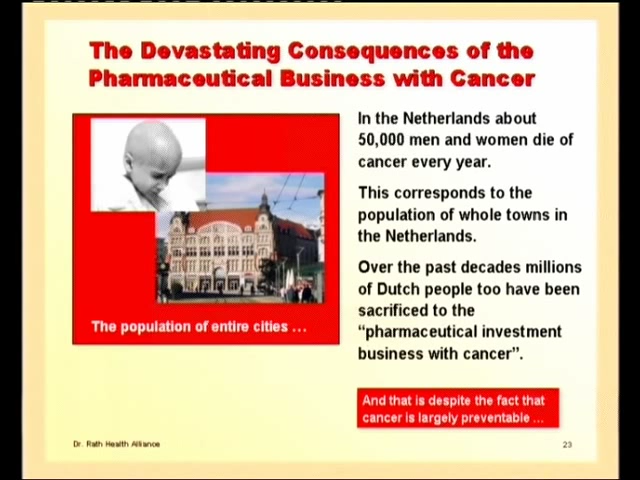 The Devastating Consequences of the
Pharmaceutical Business with Cancer
In the Netherlands about
50,000 men and women die of
cancer every year.
This corresponds to the
population of whole towns in
the Netherlands.
Over the past decades millions
of Dutch people too have been
sacrificed to the
“pharmaceutical investment
business with cancer”.
The population of entire cities …
And that is despite the fact that
cancer is largely preventable …
Dr. Rath Health Alliance
23